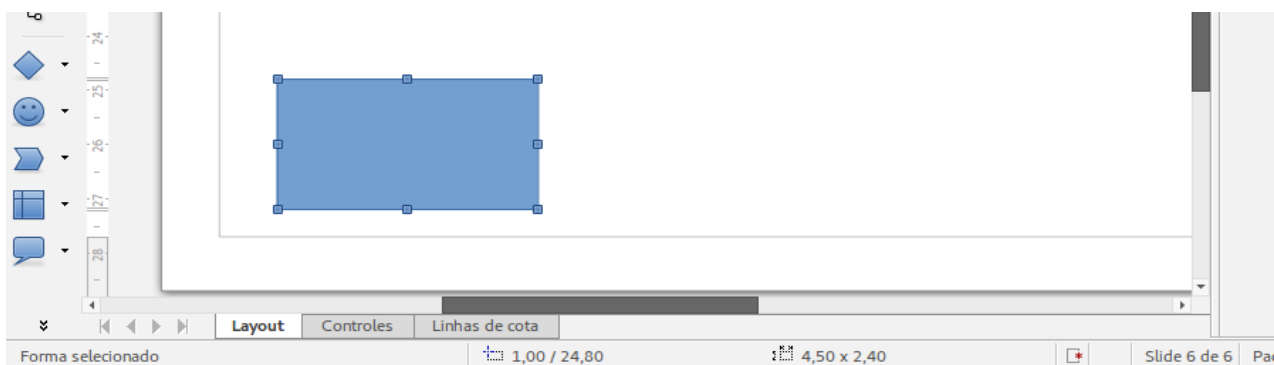 24
25
26
27
28
Layout Controles Linhas de cota
Forma selecionado 1,00 / 24,80 4,50 x 2,40 Slide 6 de 6